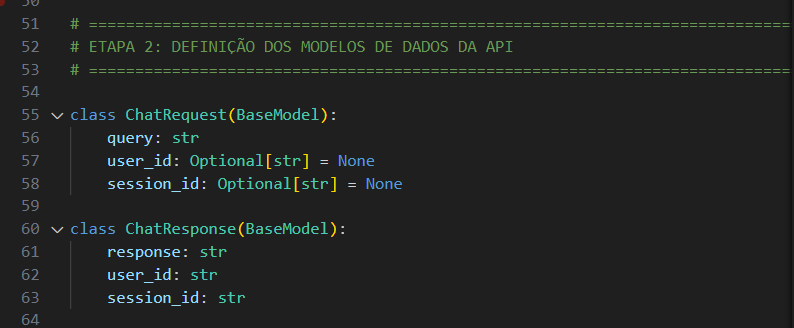 50
51 # ==============================================================================
52 # ETAPA 2: DEFINIÇÃO DOS MODELOS DE DADOS DA API
53 # ==============================================================================
54
55 class ChatRequest(BaseModel):
56     query: str
57     user_id: Optional[str] = None
58     session_id: Optional[str] = None
59
60 class ChatResponse(BaseModel):
61     response: str
62     user_id: str
63     session_id: str
64